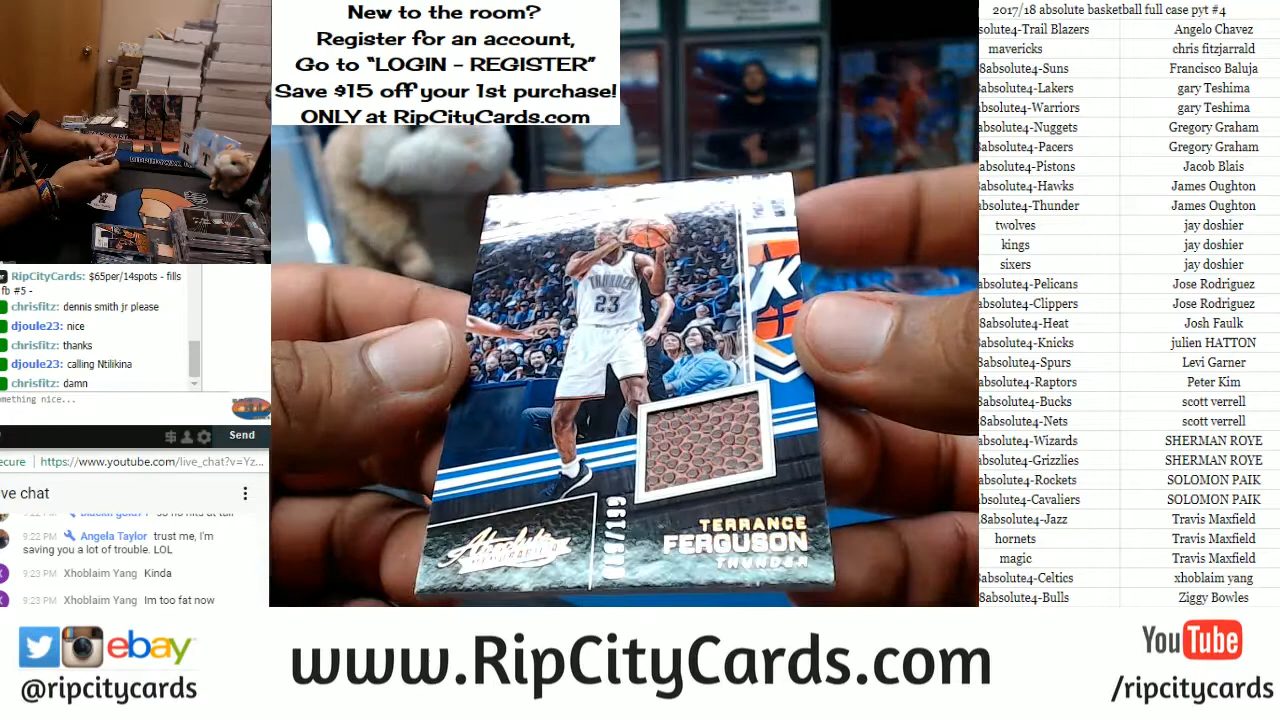 New to the room?
Register for an account,
Go to “LOGIN - REGISTER”
Save $15 off your 1st purchase!
ONLY at RipCityCards.com
RipCityCards: $65per/14spots - fills
fb #5 -
chrisfitz: dennis smith jr please
djoule23: nice
chrisfitz: thanks
djoule23: calling Ntilikina
chrisfitz: damn
mething nice...
Send
ecure https://www.youtube.com/live_chat?v=Yz...
ve chat
9:23 PM Angela Taylor trust me, I'm
saving you a lot of trouble. LOL
9:23 PM Xhoblaim Yang Kinda
9:23 PM Xhoblaim Yang Im too fat now
THUNDER
23
Absolute
/199
TERRANCE
FERGUSON
THUNDER
2017/18 absolute basketball full case pyt #4
solute4-Trail Blazers Angelo Chavez
mavericks chris fitzjarrald
8absolute4-Suns Francisco Baluja
absolute4-Lakers gary Teshima
absolute4-Warriors gary Teshima
absolute4-Nuggets Gregory Graham
absolute4-Pacers Gregory Graham
absolute4-Pistons Jacob Blais
absolute4-Hawks James Oughton
absolute4-Thunder James Oughton
twolves jay doshier
kings jay doshier
sixers jay doshier
absolute4-Pelicans Jose Rodriguez
absolute4-Clippers Jose Rodriguez
8absolute4-Heat Josh Faulk
absolute4-Knicks julien HATTON
8absolute4-Spurs Levi Garner
absolute4-Raptors Peter Kim
absolute4-Bucks scott verrell
8absolute4-Nets scott verrell
absolute4-Wizards SHERMAN ROYE
absolute4-Grizzlies SHERMAN ROYE
absolute4-Rockets SOLOMON PAIK
absolute4-Cavaliers SOLOMON PAIK
8absolute4-Jazz Travis Maxfield
hornets Travis Maxfield
magic Travis Maxfield
absolute4-Celtics xhoblaim yang
8absolute4-Bulls Ziggy Bowles
ebay
@ripcitycards
www.RipCityCards.com
YouTube
/ripcitycards